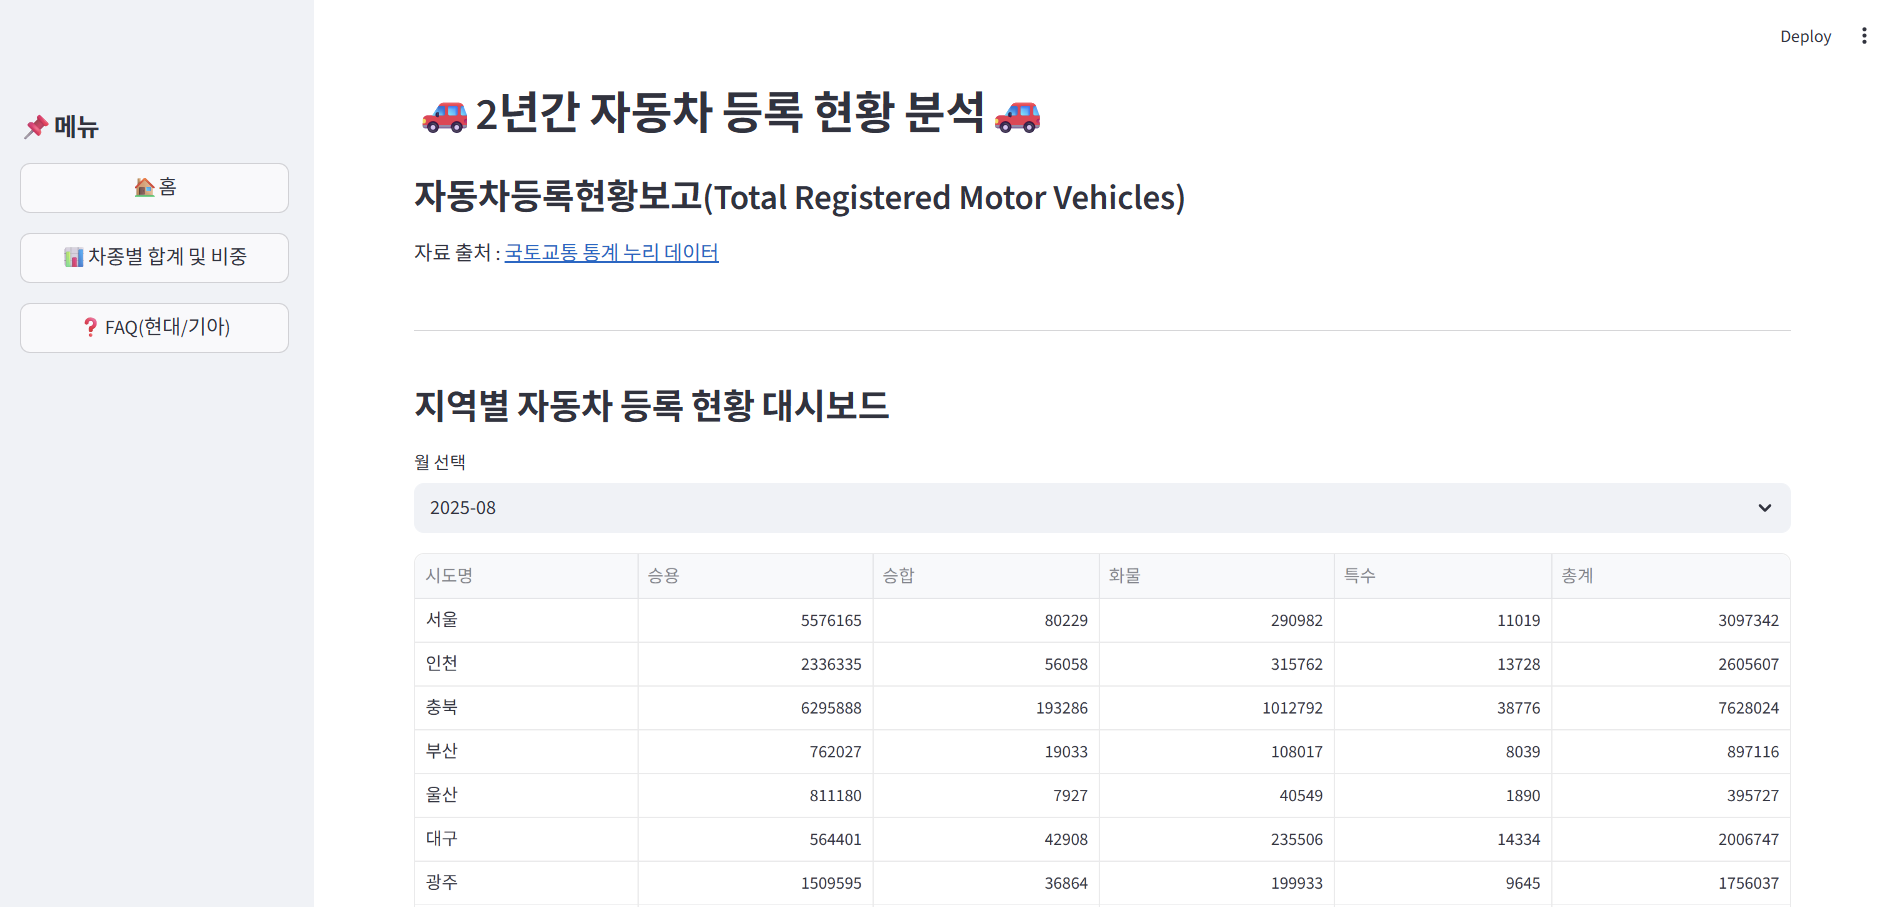 Deploy
📌 메뉴
🏠 홈
📊 차종별 합계 및 비중
❓ FAQ(현대/기아)
🚗 2년간 자동차 등록 현황 분석 🚗
자동차등록현황보고(Total Registered Motor Vehicles)
자료 출처 : 국토교통 통계 누리 데이터
지역별 자동차 등록 현황 대시보드
월 선택
2025-08
시도명 승용 승합 화물 특수 총계
서울 5576165 80229 290982 11019 3097342
인천 2336335 56058 315762 13728 2605607
충북 6295888 193286 1012792 38776 7628024
부산 762027 19033 108017 8039 897116
울산 811180 7927 40549 1890 395727
대구 564401 42908 235506 14334 2006747
광주 1509595 36864 199933 9645 1756037